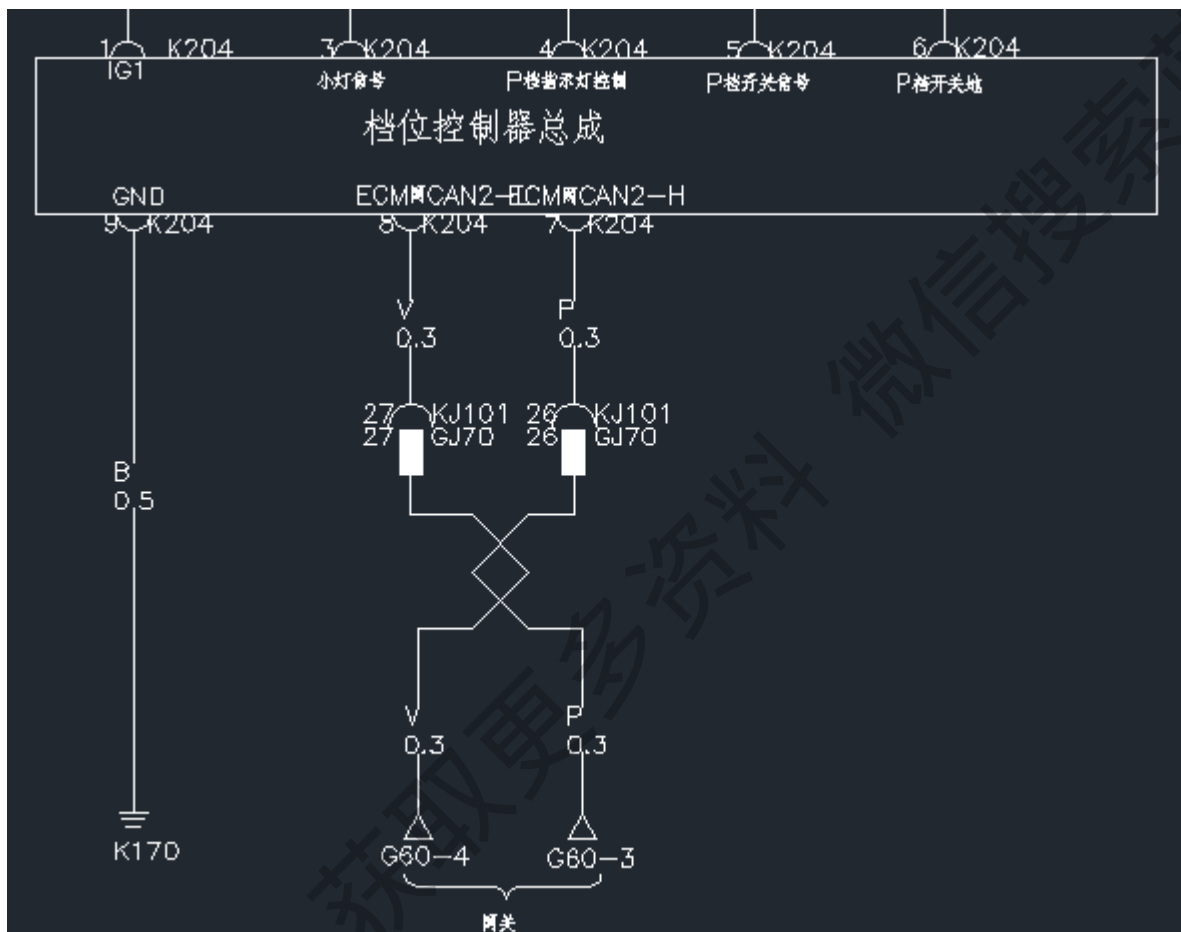 1 K204 3 K204 4 K204 5 K204 6 K204
IG1 小灯信号 P档指示灯控制 P档开关信号 P档开关地
档位控制器总成
GND ECM网CAN2-L ECM网CAN2-H
9 K204 8 K204 7 K204
V P
0.3 0.3
27 KJ101 26 KJ101
27 GJ70 26 GJ70
B
0.5
V P
0.3 0.3
K170 G60-4 G60-3
网关
获取更多资料 微信搜索